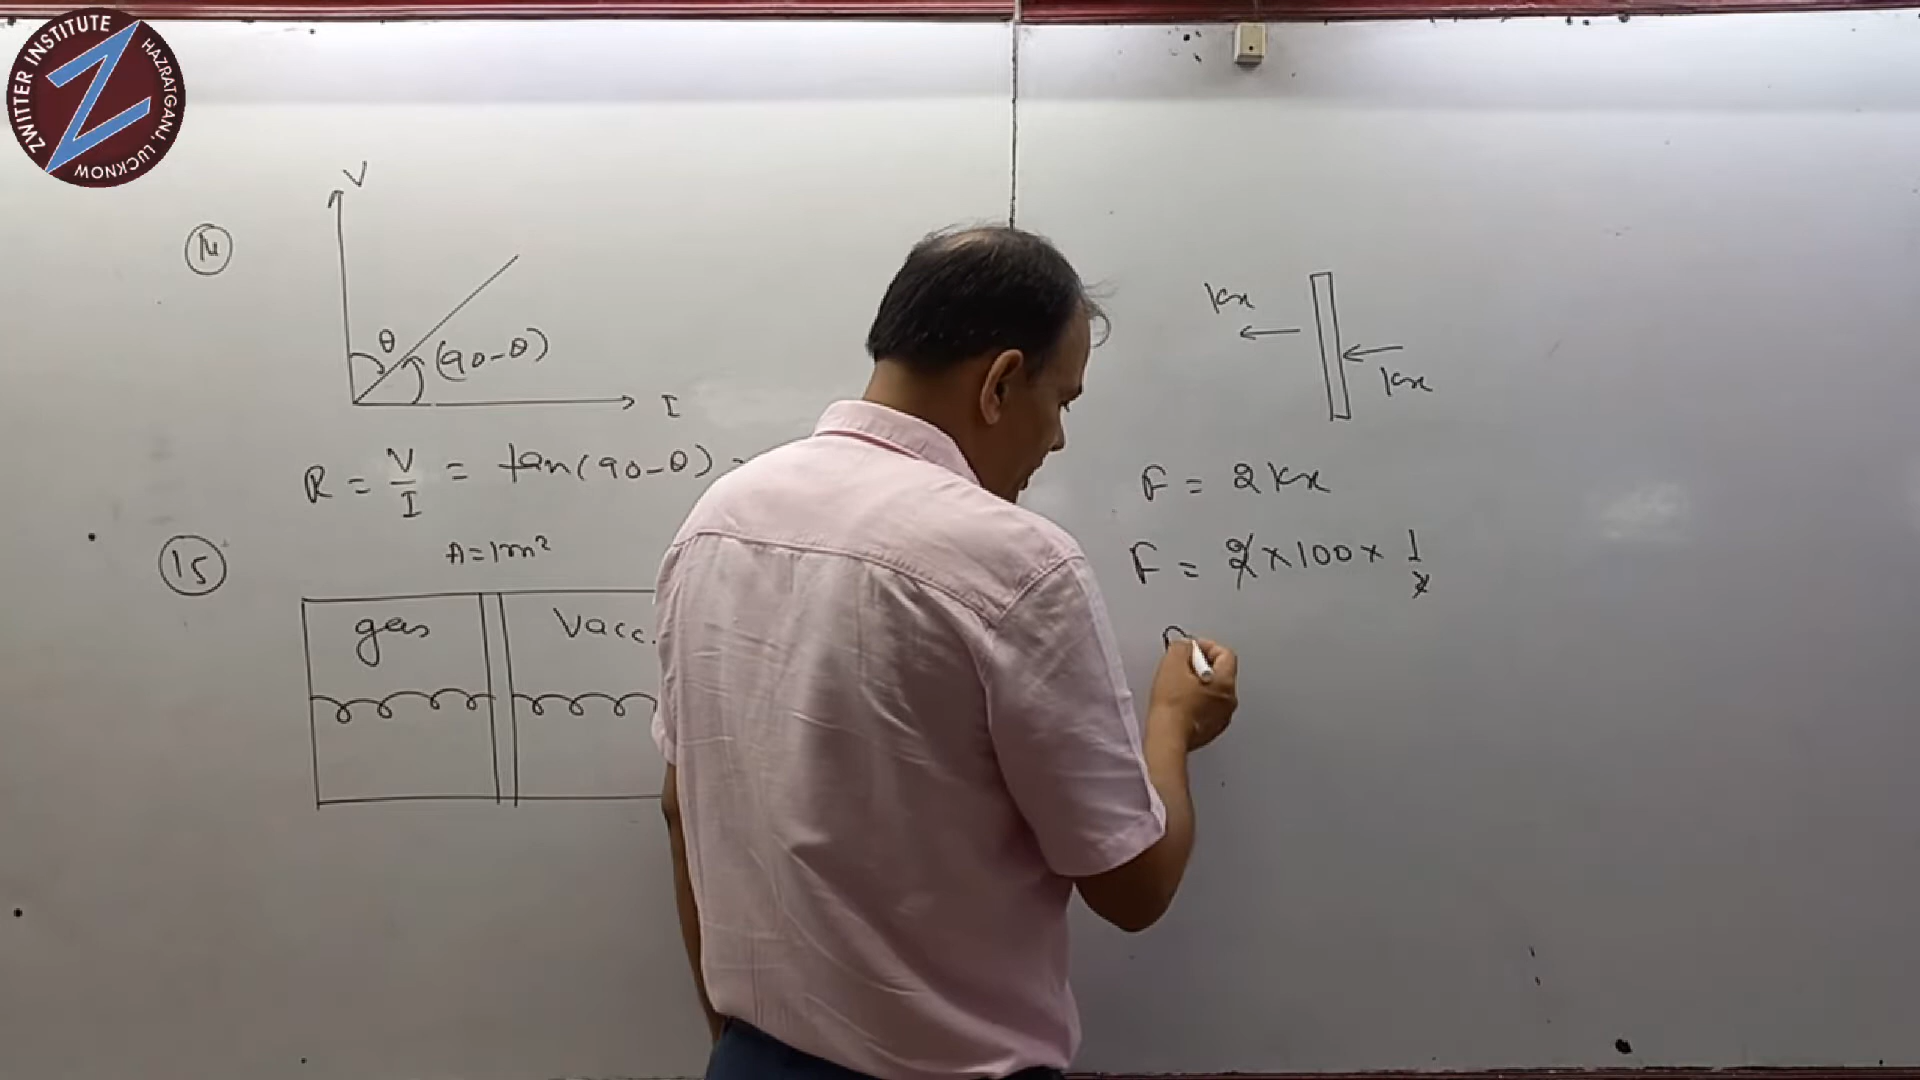 ZWITTER INSTITUTE
HAZRATGANJ, LUCKNOW
Z
V
14
θ
(90-θ)
I
R = V/I = tan(90-θ) =
15
A=1m²
gas
Vacc.
kx
kx
F = 2kx
F = 2×100× 1/2